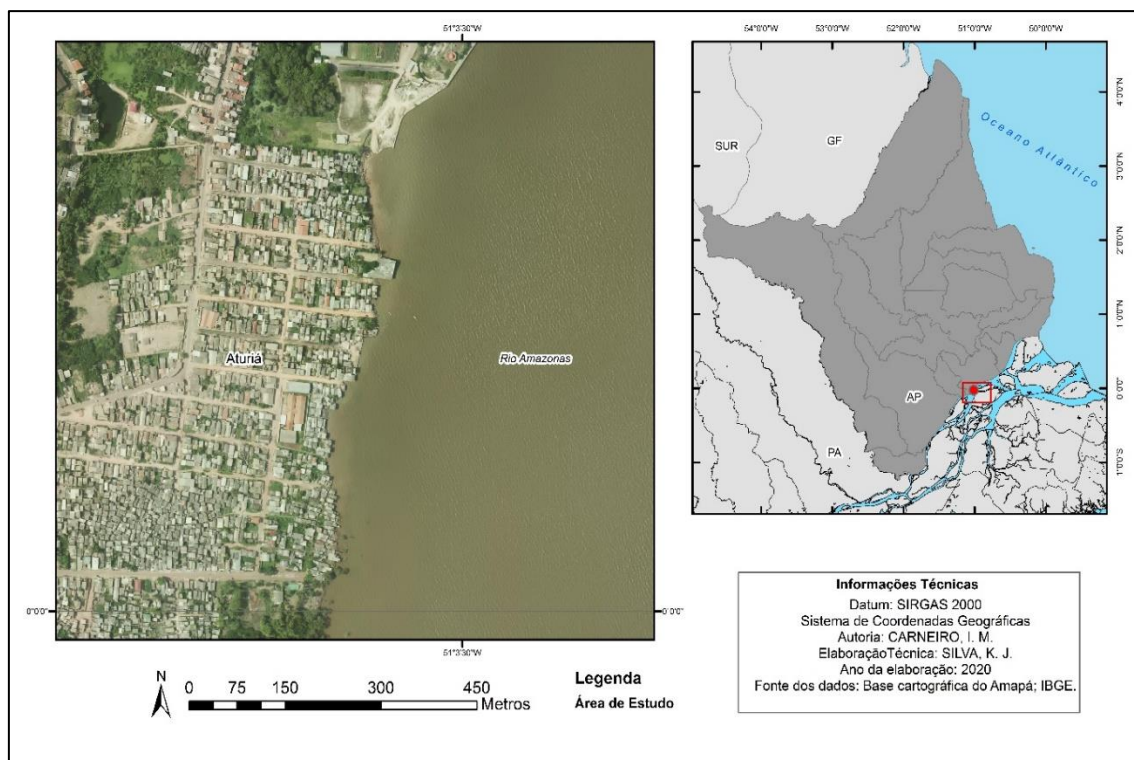 51°3'30"W
Aturiá
Rio Amazonas
0°0'0"
0°0'0"
51°3'30"W
54°0'0"W 53°0'0"W 52°0'0"W 51°0'0"W 50°0'0"W
4°0'0"N
3°0'0"N
2°0'0"N
1°0'0"N
0°0'0"
1°0'0"S
Oceano Atlântico
SUR
GF
AP
PA
N
0 75 150 300 450
Metros
Legenda
Área de Estudo
Informações Técnicas
Datum: SIRGAS 2000
Sistema de Coordenadas Geográficas
Autoria: CARNEIRO, I. M.
ElaboraçãoTécnica: SILVA, K. J.
Ano da elaboração: 2020
Fonte dos dados: Base cartográfica do Amapá; IBGE.